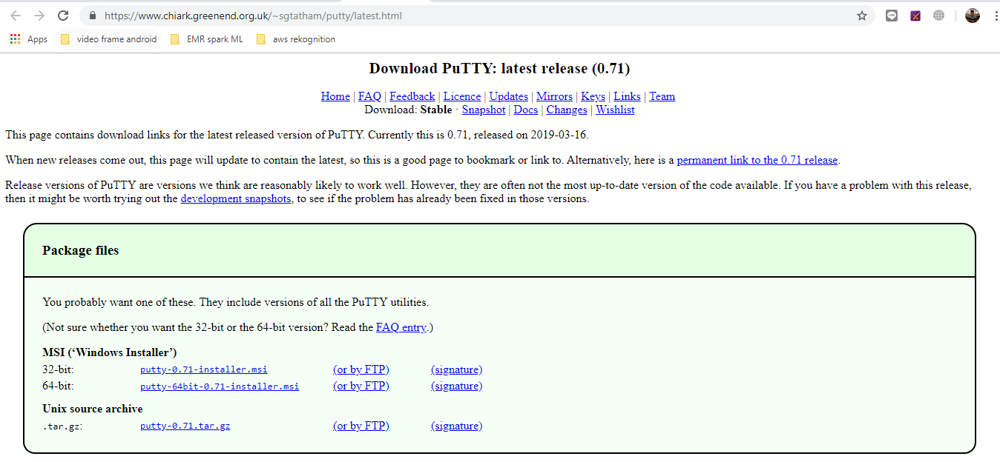 https://www.chiark.greenend.org.uk/~sgtatham/putty/latest.html
Apps video frame android EMR spark ML aws rekognition
Download PuTTY: latest release (0.71)
Home | FAQ | Feedback | Licence | Updates | Mirrors | Keys | Links | Team
Download: Stable · Snapshot | Docs | Changes | Wishlist
This page contains download links for the latest released version of PuTTY. Currently this is 0.71, released on 2019-03-16.
When new releases come out, this page will update to contain the latest, so this is a good page to bookmark or link to. Alternatively, here is a permanent link to the 0.71 release.
Release versions of PuTTY are versions we think are reasonably likely to work well. However, they are often not the most up-to-date version of the code available. If you have a problem with this release,
then it might be worth trying out the development snapshots, to see if the problem has already been fixed in those versions.
Package files
You probably want one of these. They include versions of all the PuTTY utilities.
(Not sure whether you want the 32-bit or the 64-bit version? Read the FAQ entry.)
MSI (‘Windows Installer’)
32-bit: putty-0.71-installer.msi (or by FTP) (signature)
64-bit: putty-64bit-0.71-installer.msi (or by FTP) (signature)
Unix source archive
.tar.gz: putty-0.71.tar.gz (or by FTP) (signature)